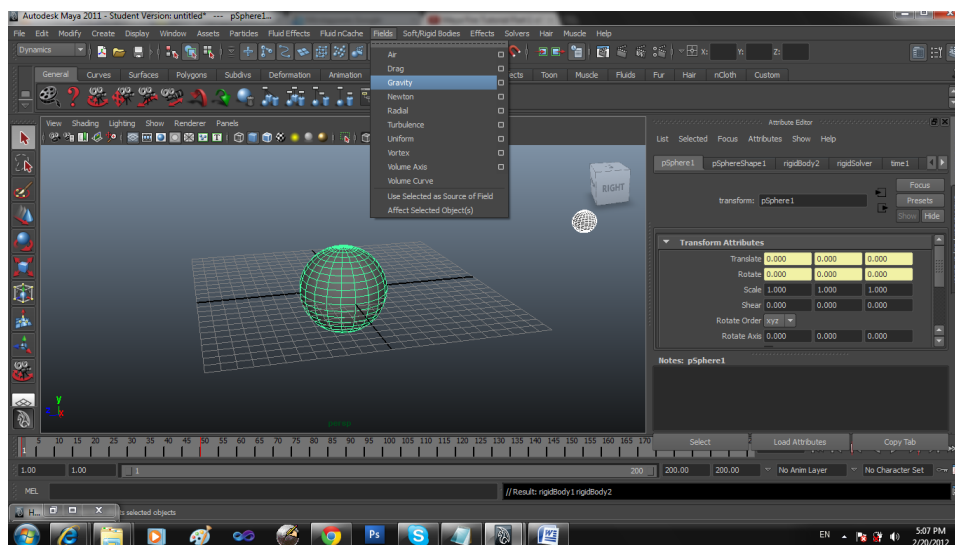 Autodesk Maya 2011 - Student Version: untitled* --- pSphere1...
File Edit Modify Create Display Window Assets Particles Fluid Effects Fluid nCache Fields Soft/Rigid Bodies Effects Solvers Hair Muscle Help
Dynamics X: Y: Z:
General Curves Surfaces Polygons Subdivs Deformation Animation ects Toon Muscle Fluids Fur Hair nCloth Custom
Air
Drag
Gravity
Newton
Radial
Turbulence
Uniform
Vortex
Volume Axis
Volume Curve
Use Selected as Source of Field
Affect Selected Object(s)
View Shading Lighting Show Renderer Panels
RIGHT
y
x
Attribute Editor
List Selected Focus Attributes Show Help
pSphere1 pSphereShape1 rigidBody2 rigidSolver time1
Focus
transform: pSphere1 Presets
Show Hide
Transform Attributes
Translate 0.000 0.000 0.000
Rotate 0.000 0.000 0.000
Scale 1.000 1.000 1.000
Shear 0.000 0.000 0.000
Rotate Order xyz
Rotate Axis 0.000 0.000 0.000
Notes: pSphere1
Select Load Attributes Copy Tab
5 10 15 20 25 30 35 40 45 50 55 60 65 70 75 80 85 90 95 100 105 110 115 120 125 130 135 140 145 150 155 160 165 170
1
1.00 1.00 1 200 200.00 200.00 No Anim Layer No Character Set
MEL // Result: rigidBody1 rigidBody2
H... s selected objects
Ps S W EN 5:07 PM
2/20/2012